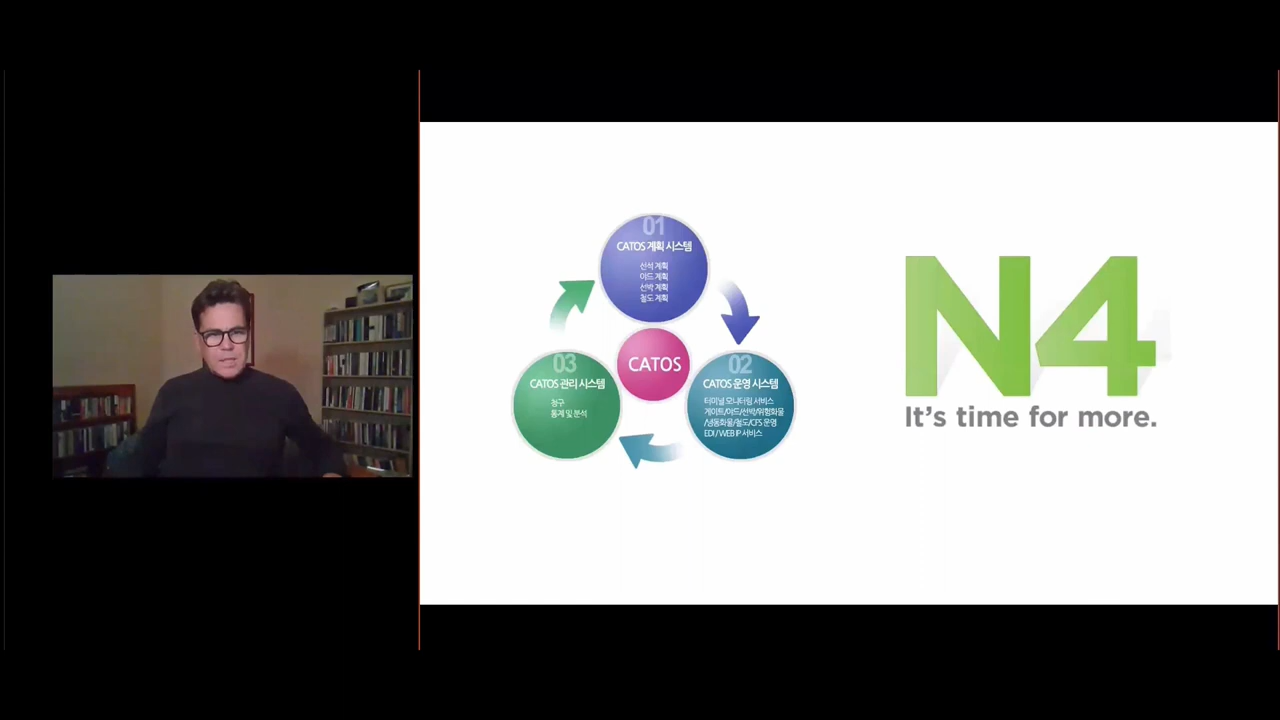 01
CATOS 계획 시스템
선석 계획
야드 계획
선박 계획
철도 계획
CATOS
03
CATOS 관리 시스템
청구
통계 및 분석
02
CATOS 운영 시스템
터미널 모니터링 서비스
게이트/야드/선박/위험화물
/냉동화물/철도/CFS 운영
EDI / WEB IP 서비스
N4
It's time for more.